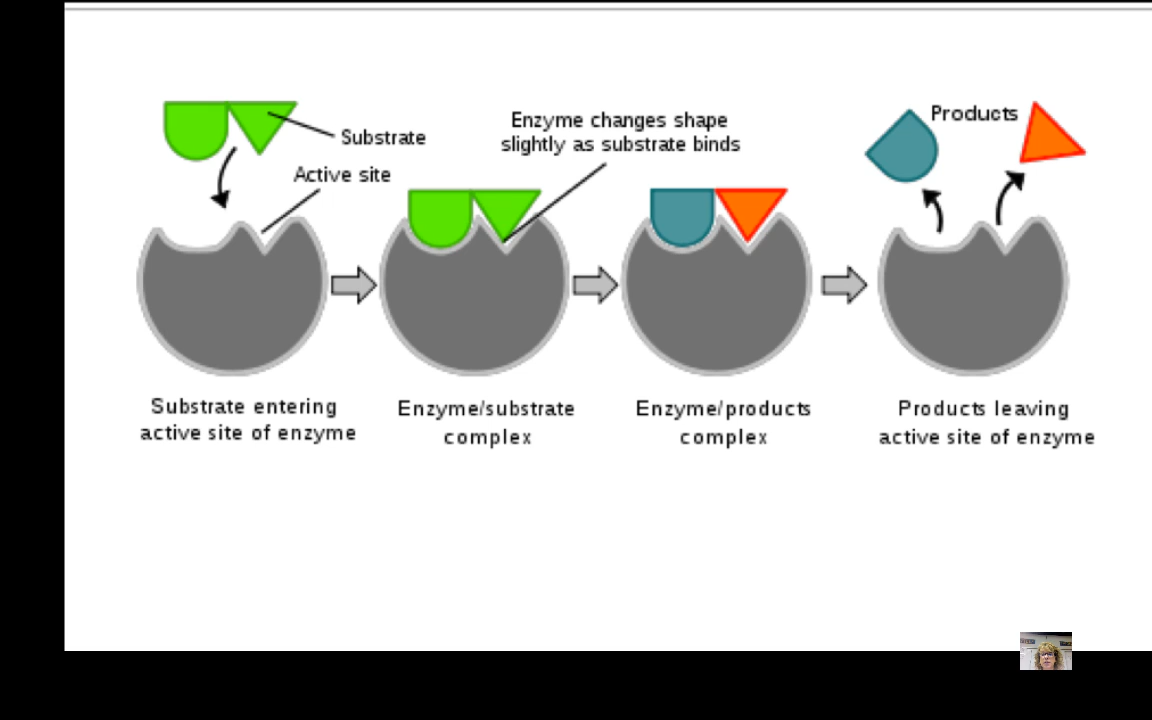 Substrate
Active site
Enzyme changes shape
slightly as substrate binds
Products
Substrate entering
active site of enzyme
Enzyme/substrate
complex
Enzyme/products
complex
Products leaving
active site of enzyme